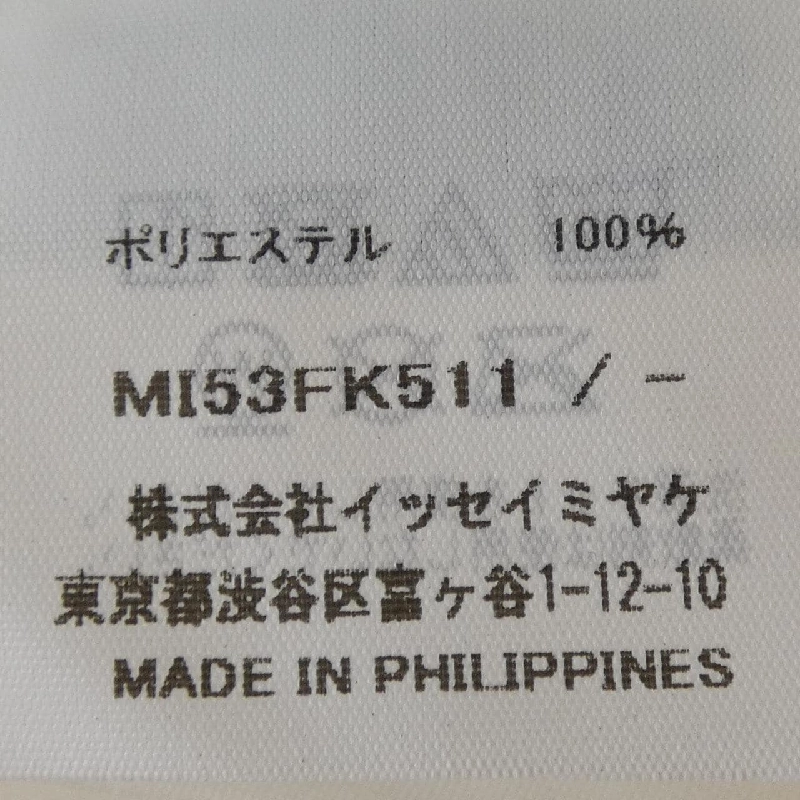 ポリエステル 100%
MI53FK511 / -
株式会社イッセイミヤケ
東京都渋谷区富ヶ谷1-12-10
MADE IN PHILIPPINES